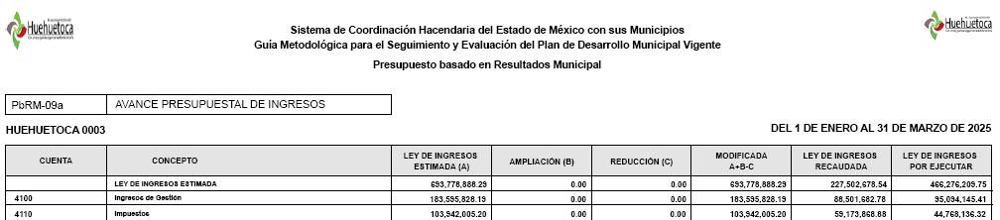 Huehuetoca
Sistema de Coordinación Hacendaria del Estado de México con sus Municipios
Guía Metodológica para el Seguimiento y Evaluación del Plan de Desarrollo Municipal Vigente
Presupuesto basado en Resultados Municipal
Huehuetoca
PbRM-09a AVANCE PRESUPUESTAL DE INGRESOS
HUEHUETOCA 0003 DEL 1 DE ENERO AL 31 DE MARZO DE 2025
CUENTA CONCEPTO LEY DE INGRESOS ESTIMADA (A) AMPLIACIÓN (B) REDUCCIÓN (C) MODIFICADA A+B-C LEY DE INGRESOS RECAUDADA LEY DE INGRESOS POR EJECUTAR
LEY DE INGRESOS ESTIMADA 693,778,888.29 0.00 0.00 693,778,888.29 227,502,678.54 466,276,209.75
4100 Ingresos de Gestión 183,595,828.19 0.00 0.00 183,595,828.19 88,501,682.78 95,094,145.41
4110 Impuestos 103,942,005.20 0.00 0.00 103,942,005.20 59,173,868.88 44,768,136.32